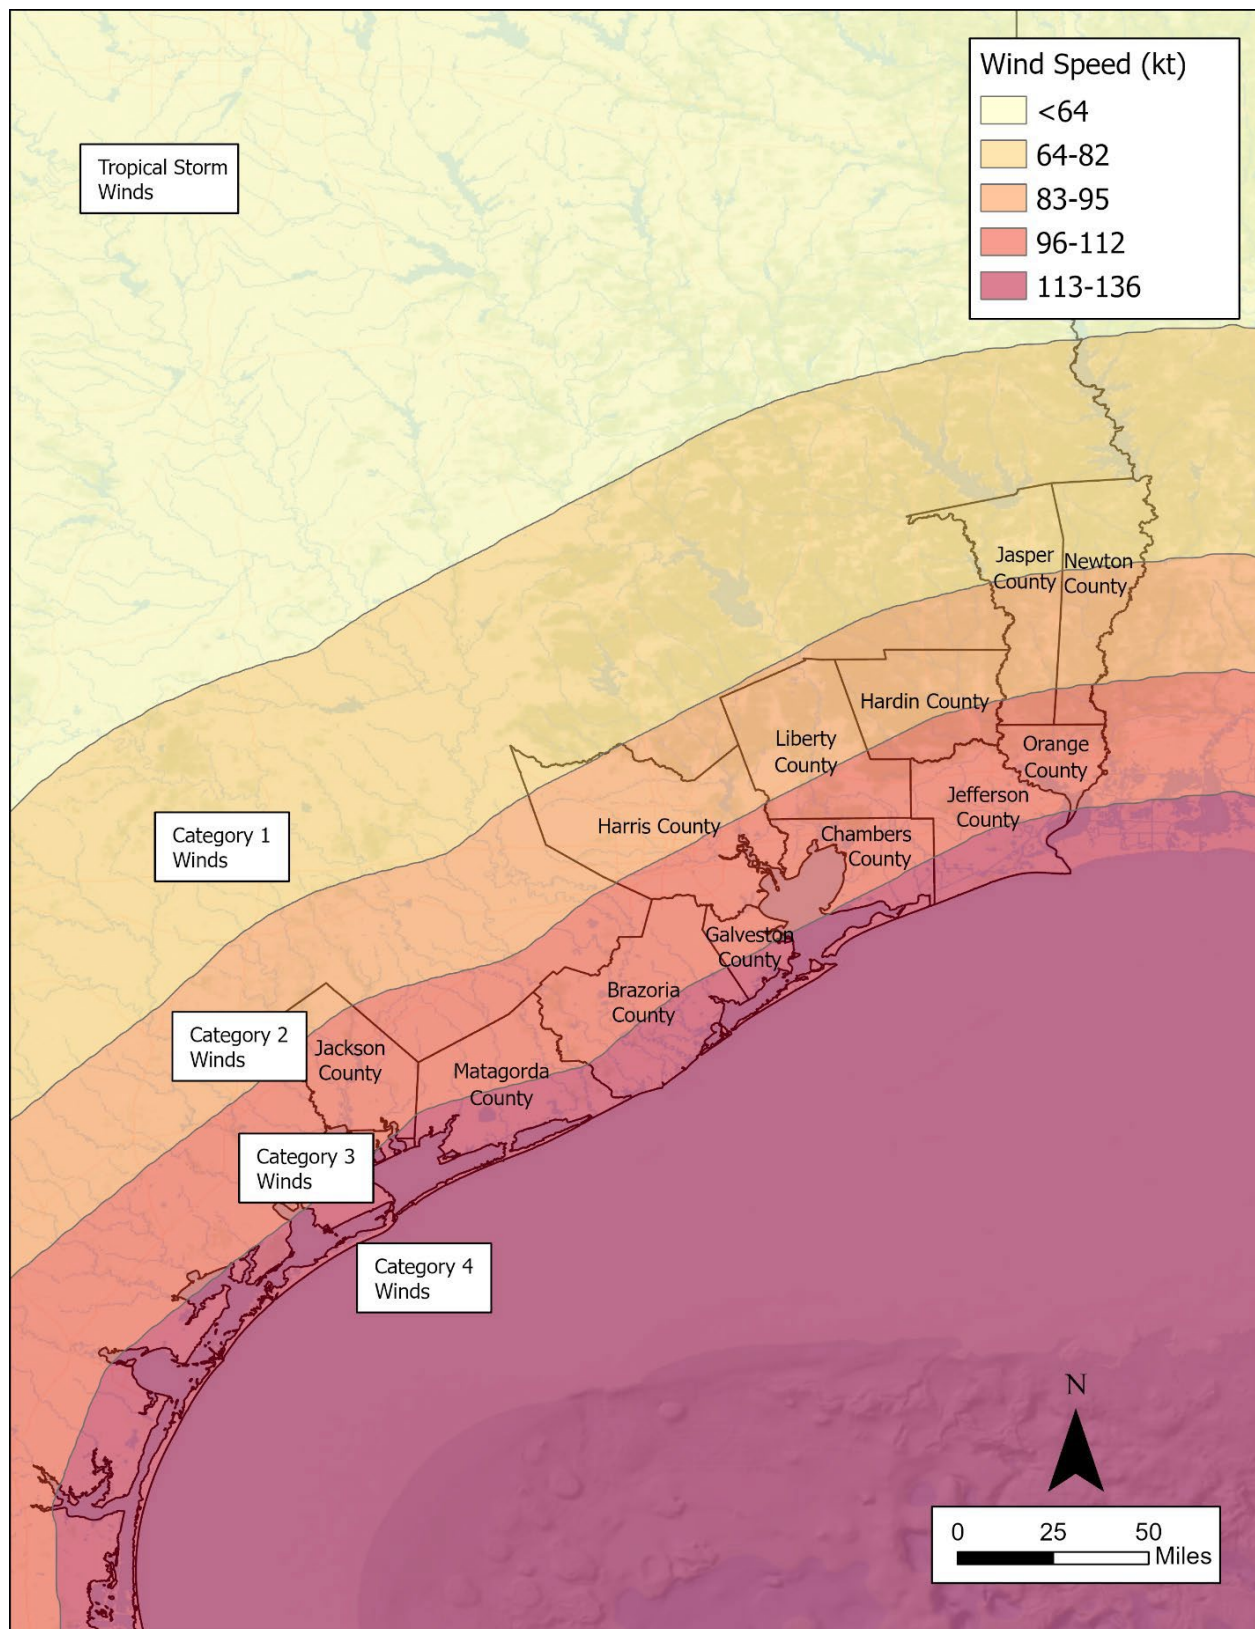 Wind Speed (kt)
<64
64-82
83-95
96-112
113-136
Tropical Storm
Winds
Jasper
County
Newton
County
Hardin County
Liberty
County
Orange
County
Jefferson
County
Harris County
Chambers
County
Category 1
Winds
Galveston
County
Brazoria
County
Category 2
Winds
Jackson
County
Matagorda
County
Category 3
Winds
Category 4
Winds
N
0 25 50
Miles